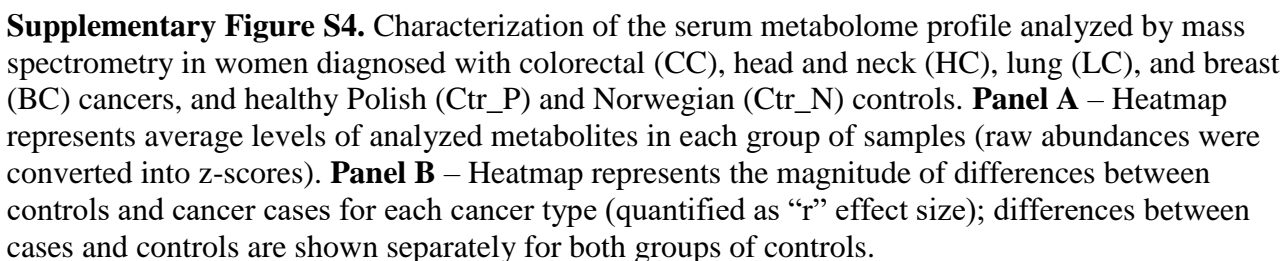 Supplementary Figure S4. Characterization of the serum metabolome profile analyzed by mass
spectrometry in women diagnosed with colorectal (CC), head and neck (HC), lung (LC), and breast
(BC) cancers, and healthy Polish (Ctr_P) and Norwegian (Ctr_N) controls. Panel A – Heatmap
represents average levels of analyzed metabolites in each group of samples (raw abundances were
converted into z-scores). Panel B – Heatmap represents the magnitude of differences between
controls and cancer cases for each cancer type (quantified as “r” effect size); differences between
cases and controls are shown separately for both groups of controls.